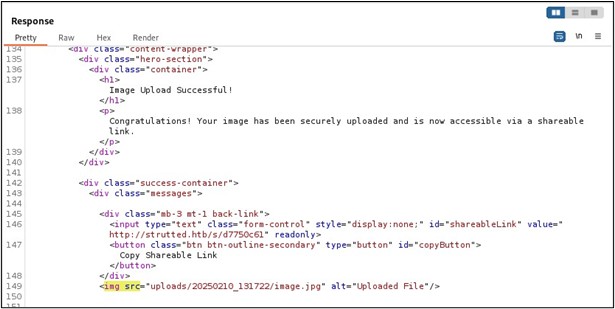 Response
Pretty Raw Hex Render
\n
134 <div class="content-wrapper">
135 <div class="hero-section">
136 <div class="container">
137 <h1>
Image Upload Successful!
</h1>
138 <p>
Congratulations! Your image has been securely uploaded and is now accessible via a shareable
link.
</p>
139 </div>
140 </div>
141
142 <div class="success-container">
143 <div class="messages">
144
145 <div class="mb-3 mt-1 back-link">
146 <input type="text" class="form-control" style="display:none;" id="shareableLink" value="
http://strutted.htb/s/d7750c61" readonly>
147 <button class="btn btn-outline-secondary" type="button" id="copyButton">
Copy Shareable Link
</button>
148 </div>
149 <img src="uploads/20250210_131722/image.jpg" alt="Uploaded File"/>
150
151